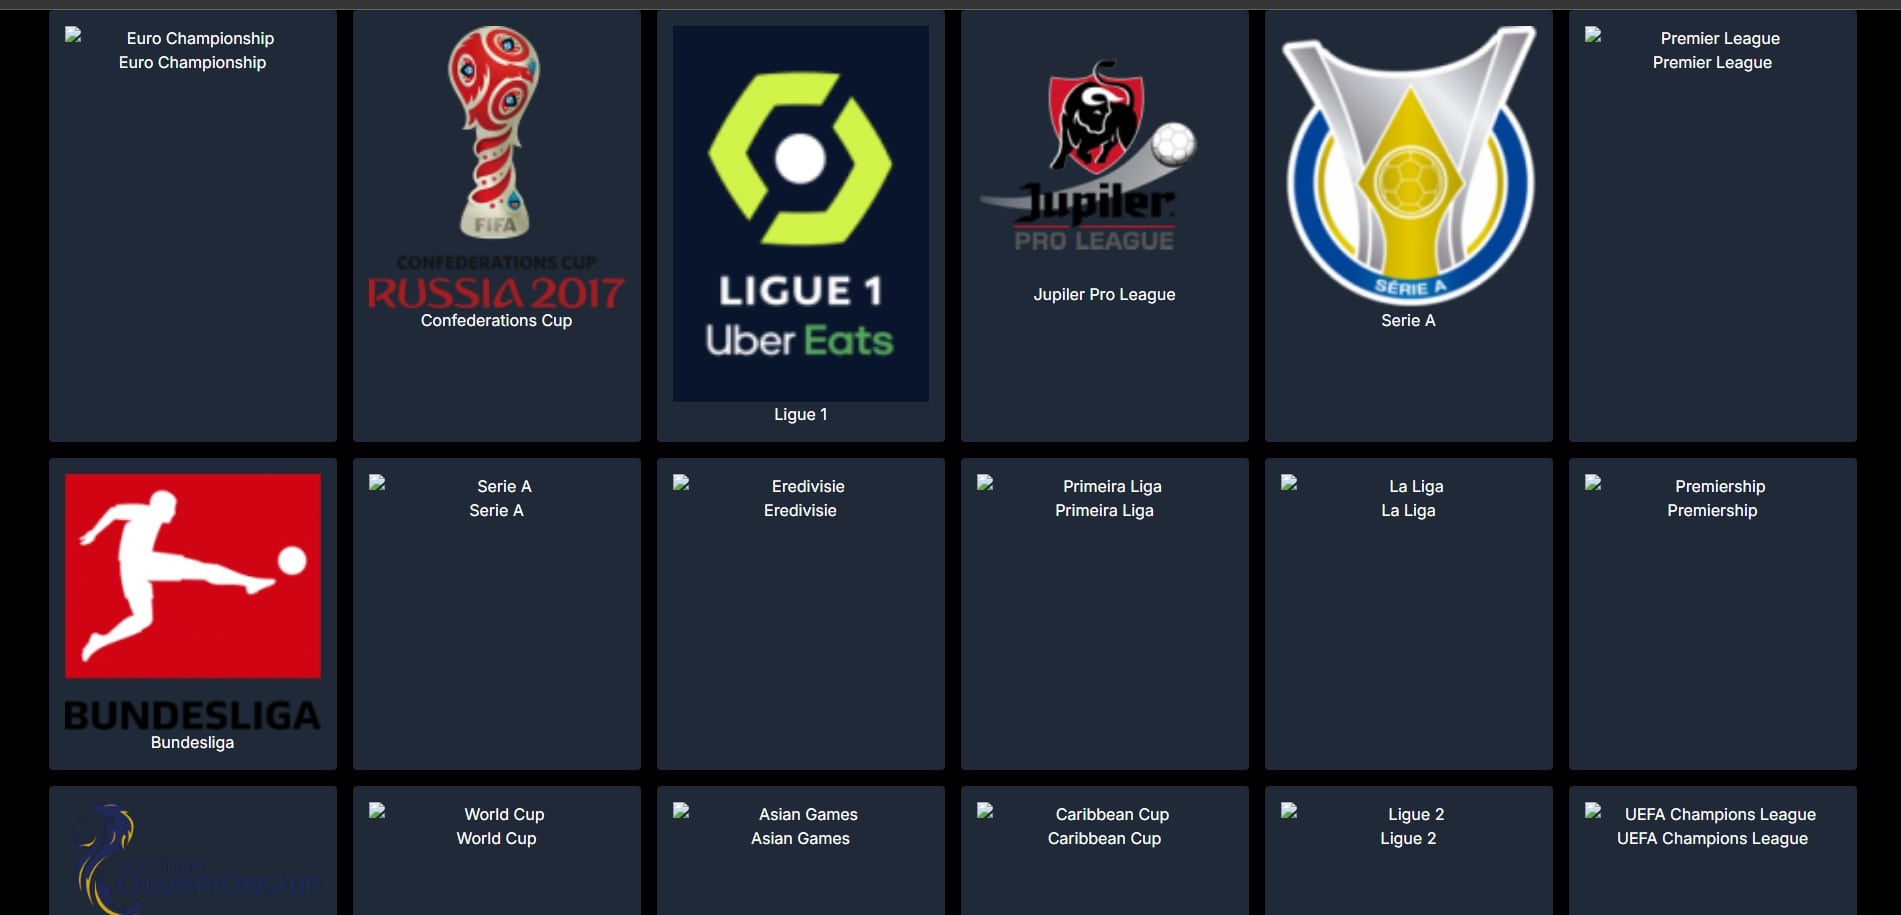 Euro Championship
Euro Championship
FIFA
CONFEDERATIONS CUP
RUSSIA 2017
Confederations Cup
LIGUE 1
Uber Eats
Ligue 1
Jupiler
PRO LEAGUE
Jupiler Pro League
SÉRIE A
Serie A
Premier League
Premier League
BUNDESLIGA
Bundesliga
Serie A
Serie A
Eredivisie
Eredivisie
Primeira Liga
Primeira Liga
La Liga
La Liga
Premiership
Premiership
CHAMPIONSHIP
World Cup
World Cup
Asian Games
Asian Games
Caribbean Cup
Caribbean Cup
Ligue 2
Ligue 2
UEFA Champions League
UEFA Champions League